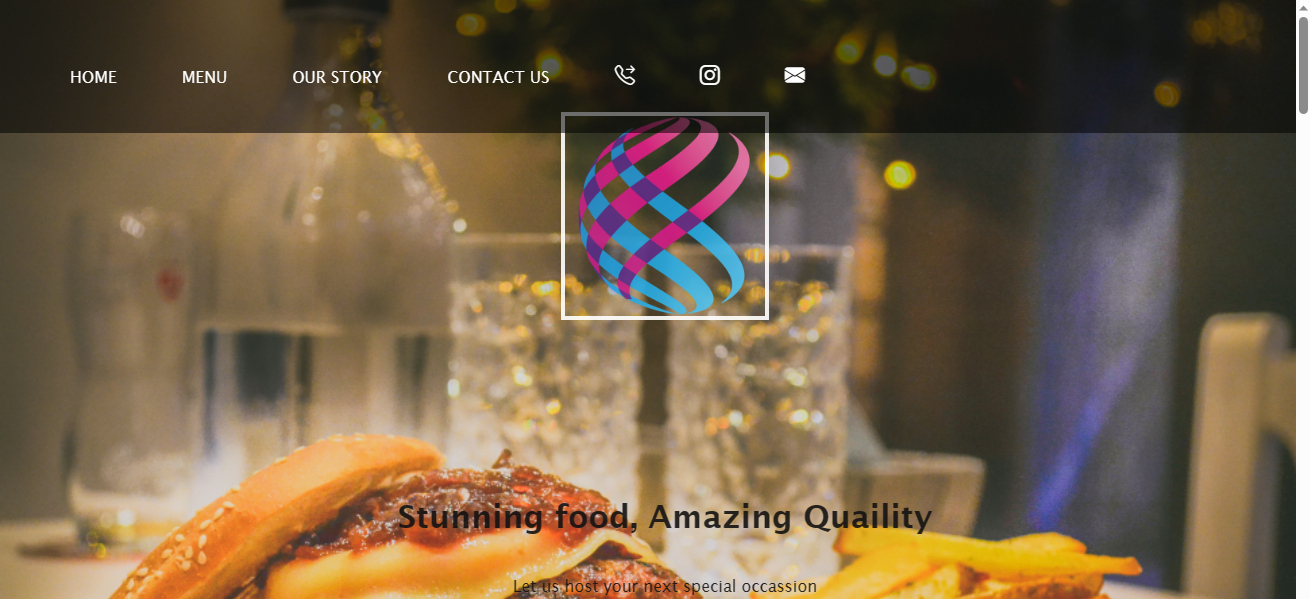 HOME MENU OUR STORY CONTACT US
Stunning food, Amazing Quaility
Let us host your next special occassion